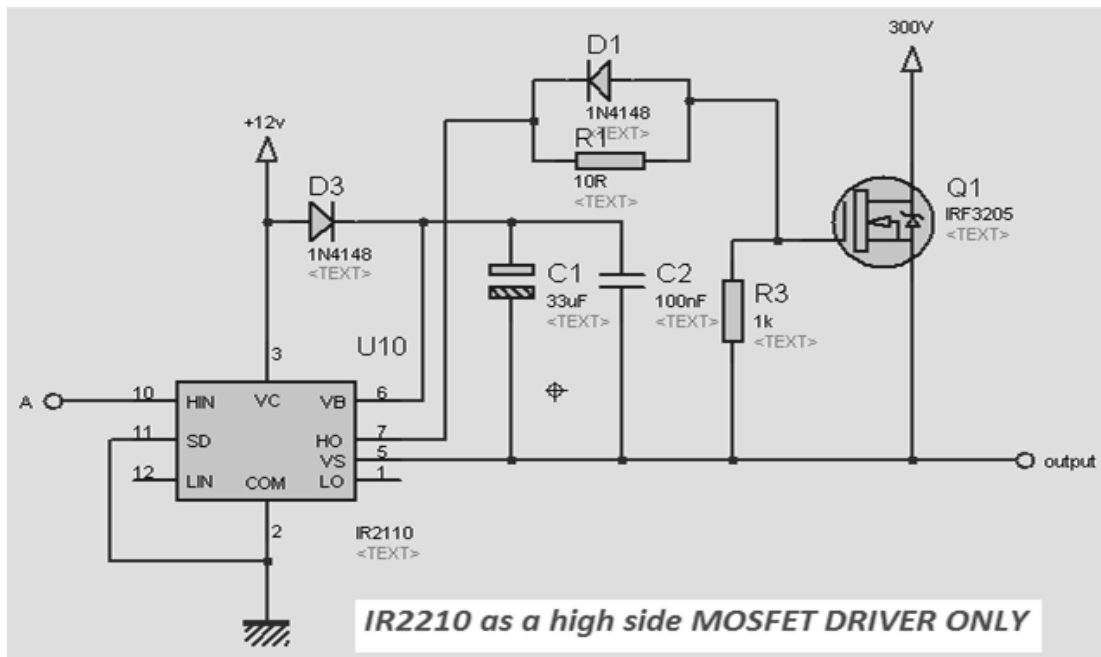 300V
D1
1N4148
<TEXT>
R1
10R
<TEXT>
+12v
D3
1N4148
<TEXT>
Q1
IRF3205
<TEXT>
C1
33uF
<TEXT>
C2
100nF
<TEXT>
R3
1k
<TEXT>
U10
3
A
10 HIN VC VB 6
11 SD HO 7
VS 5
12 LIN COM LO 1
output
2
IR2110
<TEXT>
IR2210 as a high side MOSFET DRIVER ONLY